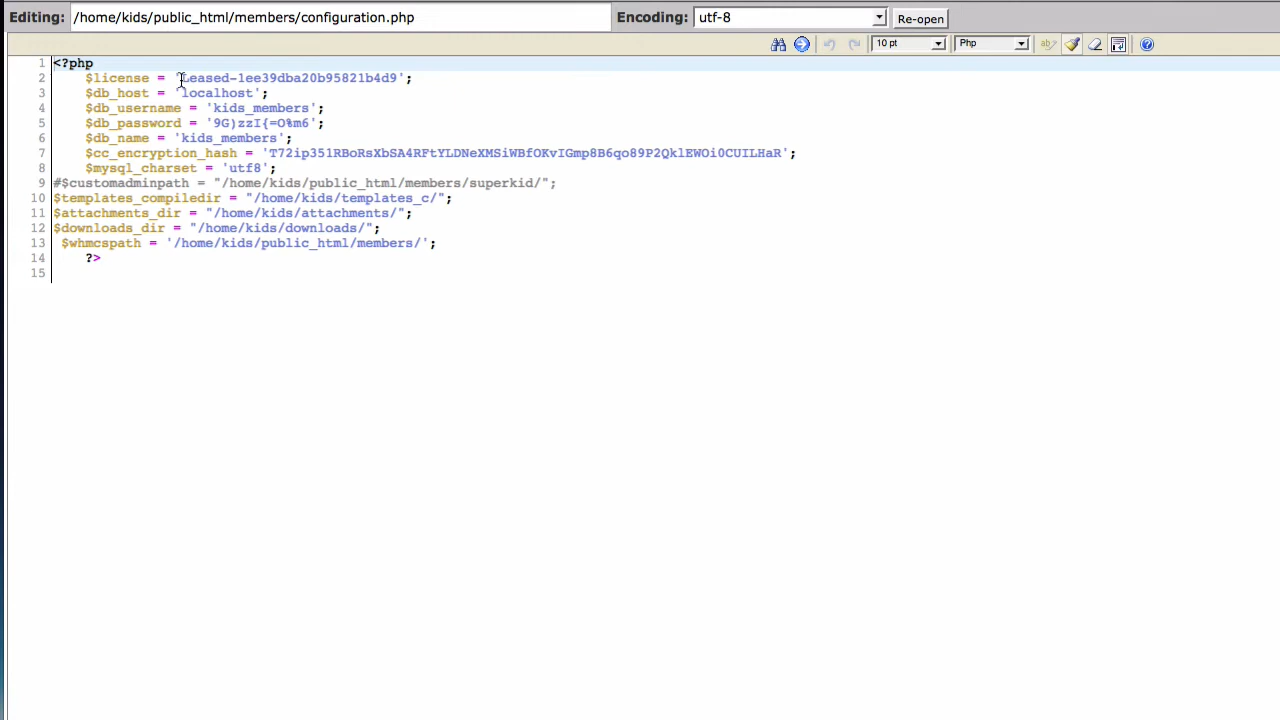 Editing: /home/kids/public_html/members/configuration.php Encoding: utf-8 Re-open
10 pt Php
1 <?php
2 $license = 'Leased-1ee39dba20b95821b4d9';
3 $db_host = 'localhost';
4 $db_username = 'kids_members';
5 $db_password = '9G)zzI{=O%m6';
6 $db_name = 'kids_members';
7 $cc_encryption_hash = 'T72ip351RBoRsXbSA4RFtYLDNeXMSiWBfOKvIGmp8B6qo89P2QklEWOi0CUILHaR';
8 $mysql_charset = 'utf8';
9 #$customadminpath = "/home/kids/public_html/members/superkid/";
10 $templates_compiledir = "/home/kids/templates_c/";
11 $attachments_dir = "/home/kids/attachments/";
12 $downloads_dir = "/home/kids/downloads/";
13 $whmcspath = '/home/kids/public_html/members/';
14 ?>
15